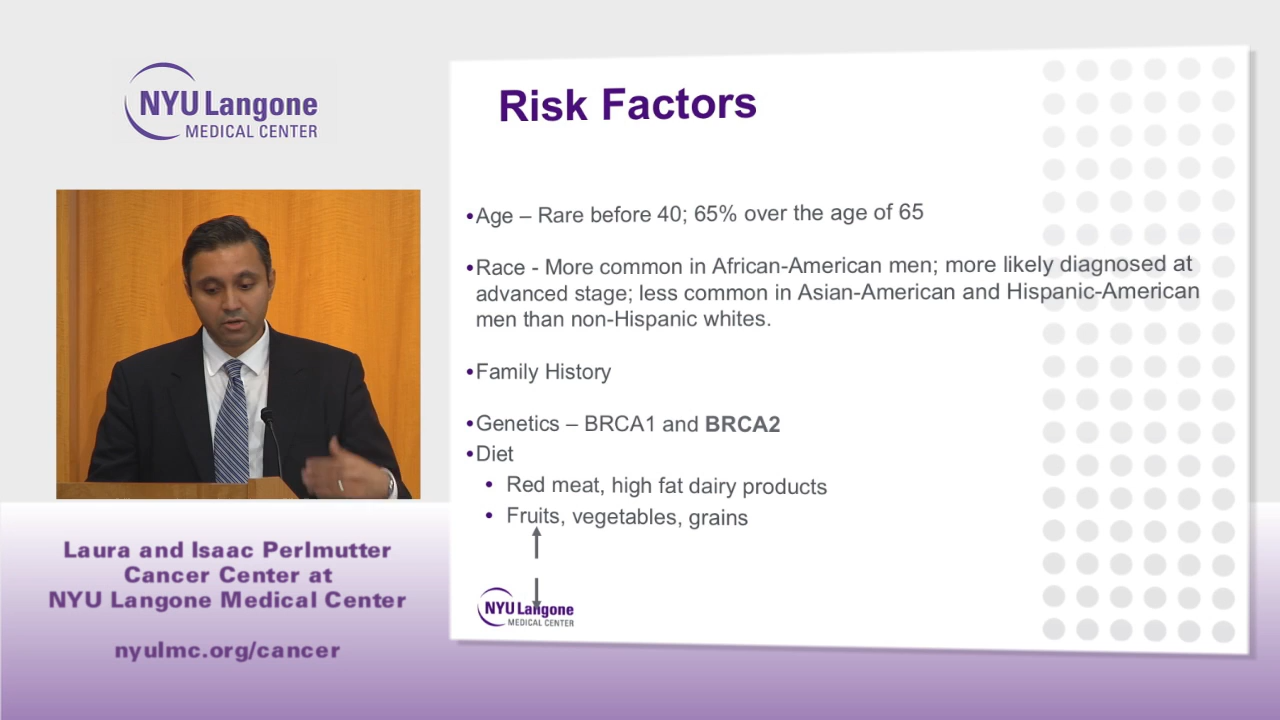 NYU Langone
MEDICAL CENTER
Risk Factors
•Age – Rare before 40; 65% over the age of 65
•Race - More common in African-American men; more likely diagnosed at
advanced stage; less common in Asian-American and Hispanic-American
men than non-Hispanic whites.
•Family History
•Genetics – BRCA1 and BRCA2
•Diet
• Red meat, high fat dairy products
• Fruits, vegetables, grains
NYU Langone
MEDICAL CENTER
Laura and Isaac Perlmutter
Cancer Center at
NYU Langone Medical Center
nyulmc.org/cancer